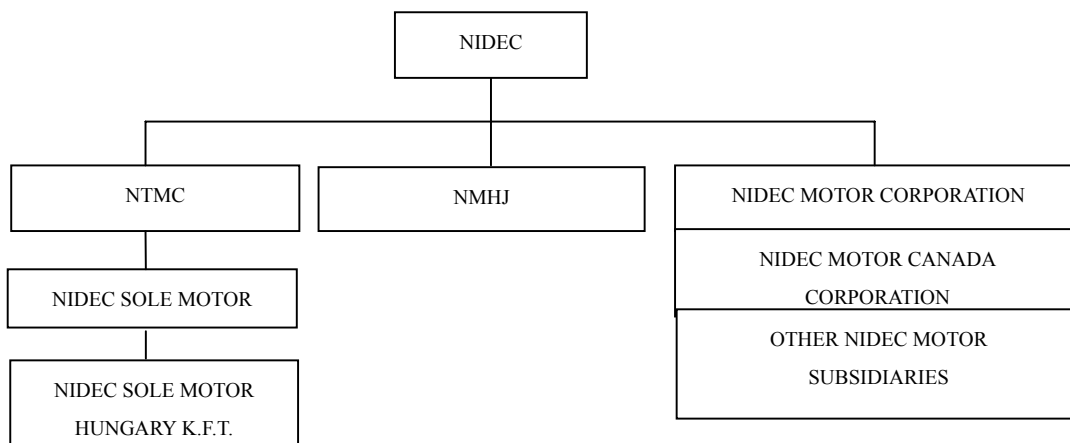 NIDEC
NTMC
NMHJ
NIDEC MOTOR CORPORATION
NIDEC SOLE MOTOR
NIDEC MOTOR CANADA
CORPORATION
OTHER NIDEC MOTOR
SUBSIDIARIES
NIDEC SOLE MOTOR
HUNGARY K.F.T.